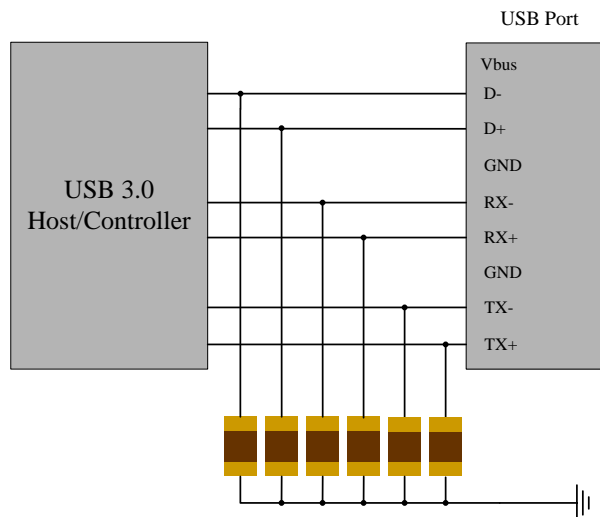 USB Port
Vbus
D-
D+
GND
USB 3.0
Host/Controller
RX-
RX+
GND
TX-
TX+